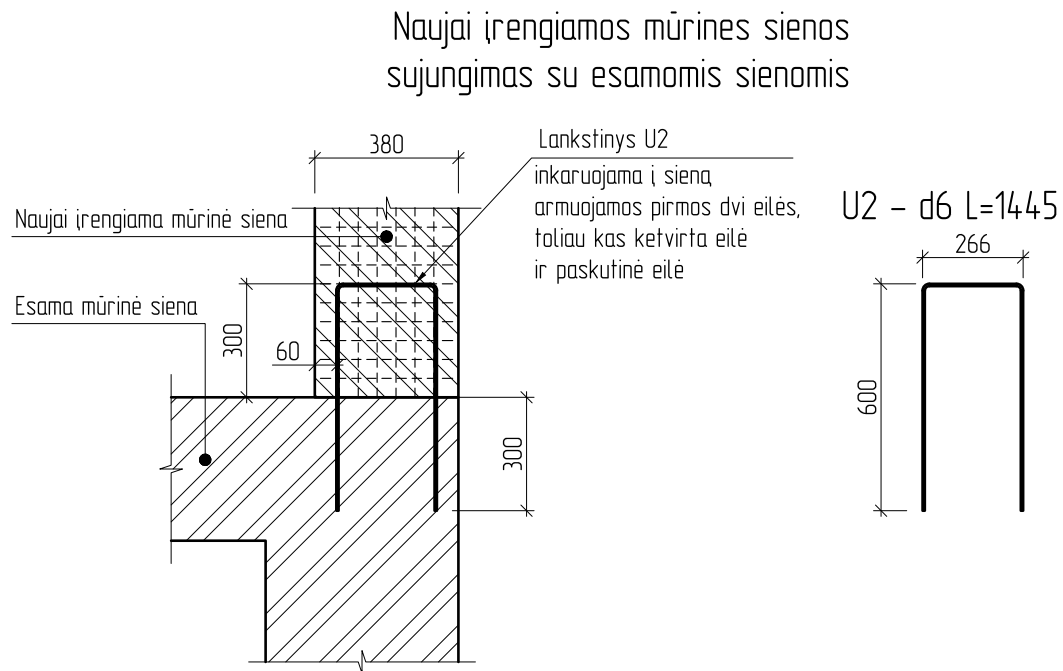 Naujai įrengiamos mūrines sienos
sujungimas su esamomis sienomis
380
Lankstinys U2
inkaruojama į sieną
armuojamos pirmos dvi eilės,
toliau kas ketvirta eilė
ir paskutinė eilė
U2 - d6 L=1445
Naujai įrengiama mūrinė siena
266
Esama mūrinė siena
300
60
600
300